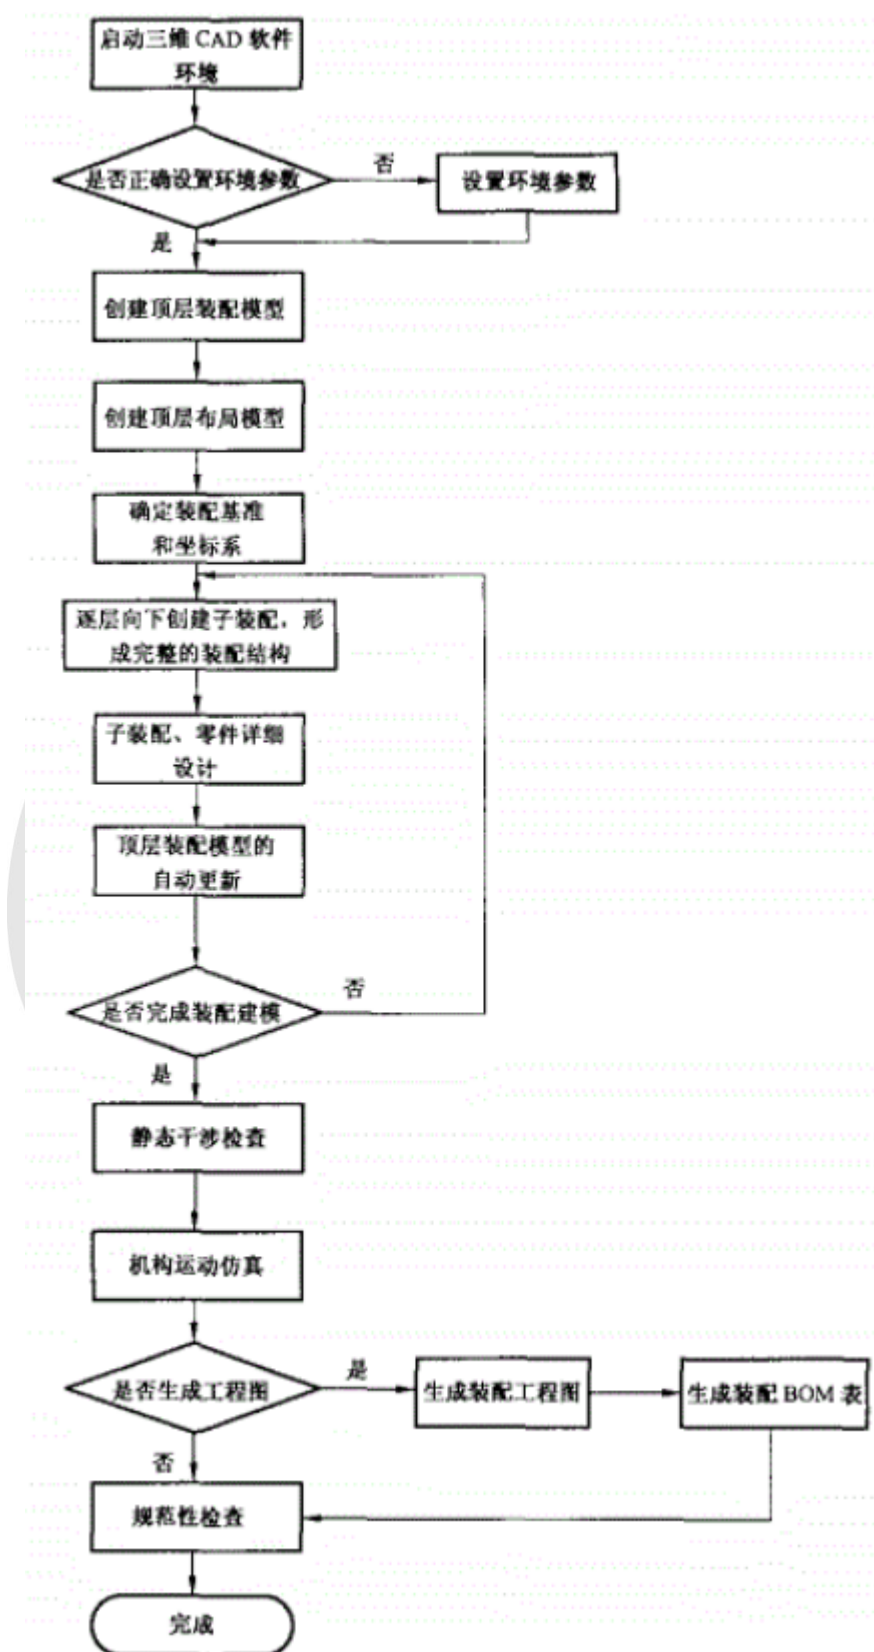 启动三维 CAD 软件
环境
是否正确设置环境参数
否
设置环境参数
是
创建顶层装配模型
创建顶层布局模型
确定装配基准
和坐标系
逐层向下创建子装配，形
成完整的装配结构
子装配、零件详细
设计
顶层装配模型的
自动更新
是否完成装配建模
否
是
静态干涉检查
机构运动仿真
是否生成工程图
是
生成装配工程图
生成装配 BOM 表
否
规范性检查
完成